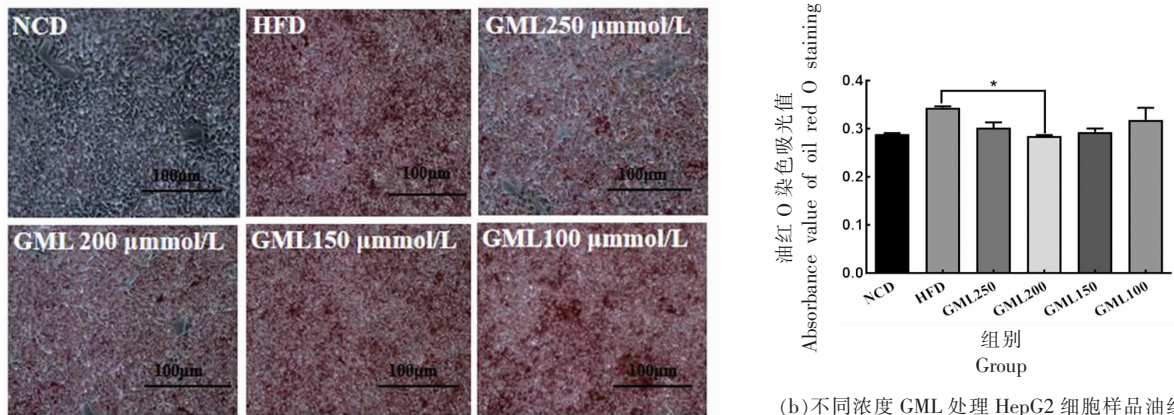 NCD
HFD
GML250 μmmol/L
100μm
100μm
100μm
GML 200 μmmol/L
GML150 μmmol/L
GML100 μmmol/L
100μm
100μm
100μm
油红 O 染色吸光值
Absorbance value of oil red O staining
0.4
0.3
0.2
0.1
0.0
*
NCD
HFD
GML250
GML200
GML150
GML100
组别
Group
(b)不同浓度 GML 处理 HepG2 细胞样品油红